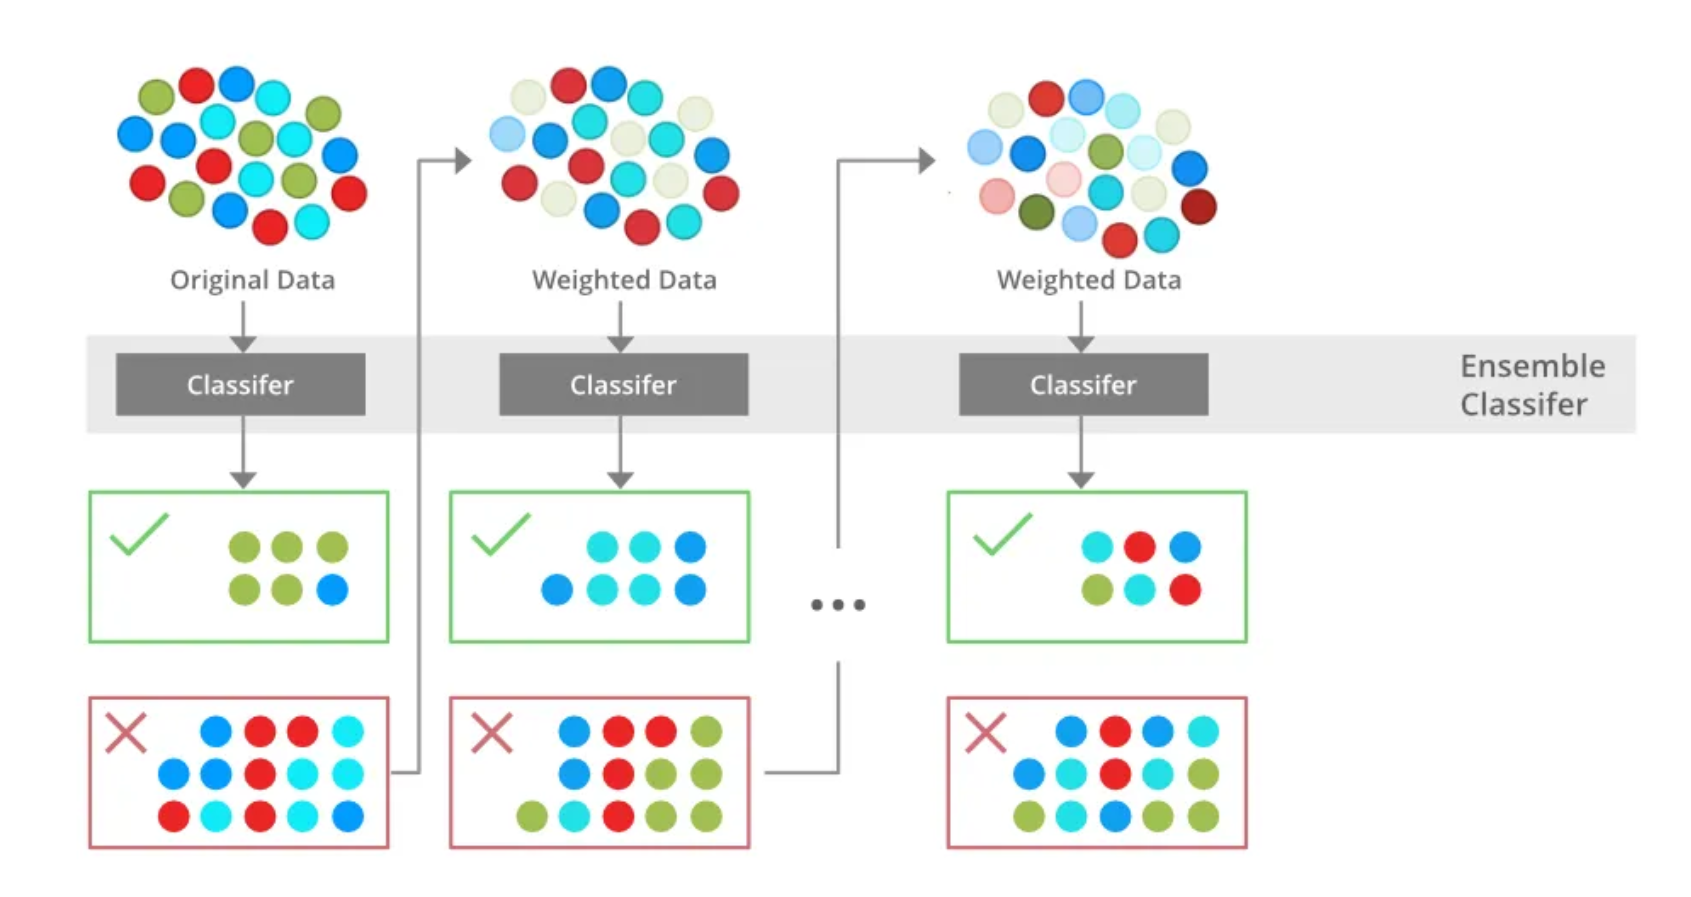 Original Data
Weighted Data
Weighted Data
Classifer
Classifer
Classifer
Ensemble
Classifer
...